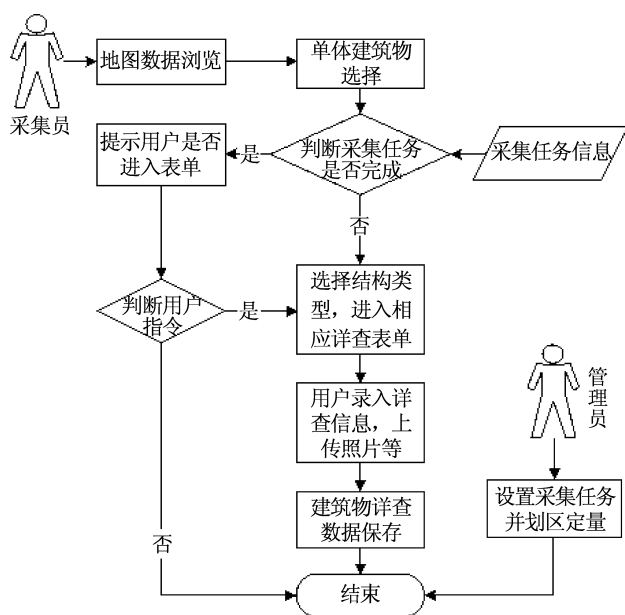 地图数据浏览
单体建筑物
选择
采集员
提示用户是否
进入表单
是
判断采集任务
是否完成
采集任务信息
否
判断用户
指令
是
选择结构类
型，进入相
应详查表单
管理员
用户录入详
查信息，上
传照片等
设置采集任务
并划区定量
建筑物详查
数据保存
否
结束